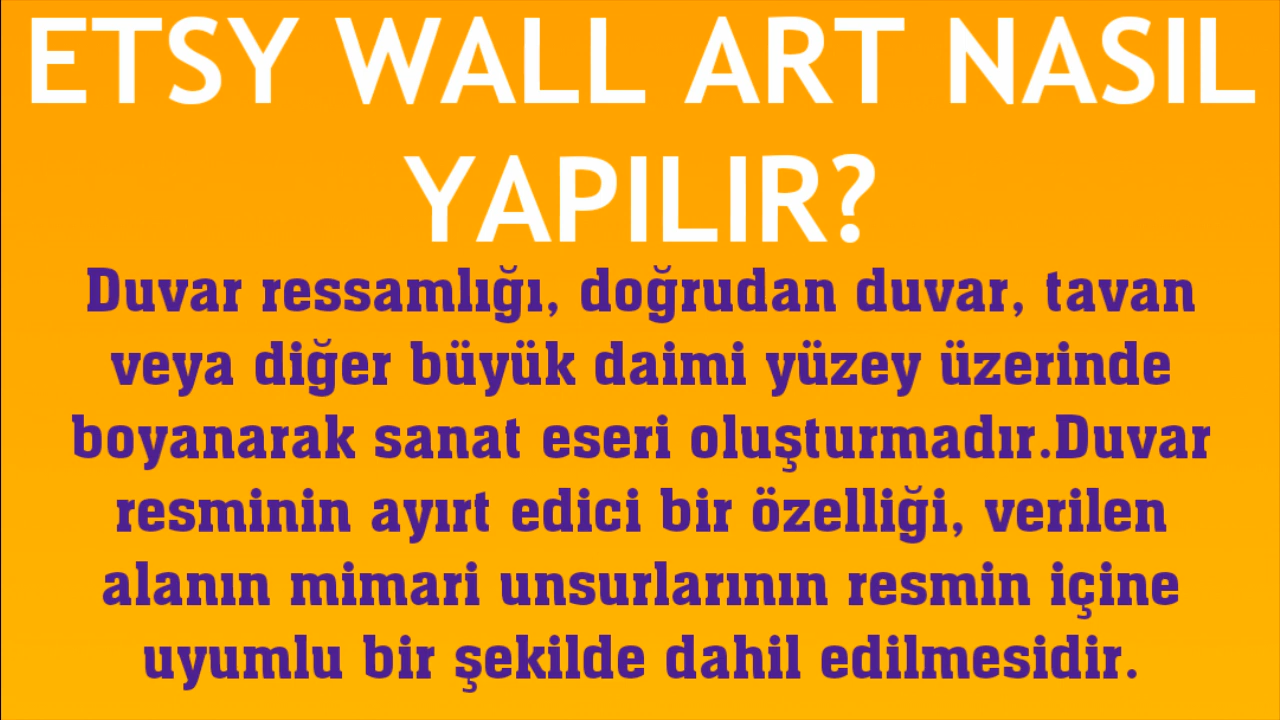 ETSY WALL ART NASIL
YAPILIR?
Duvar ressamlığı, doğrudan duvar, tavan
veya diğer büyük daimi yüzey üzerinde
boyanarak sanat eseri oluşturmadır.Duvar
resminin ayırt edici bir özelliği, verilen
alanın mimari unsurlarının resmin içine
uyumlu bir şekilde dahil edilmesidir.